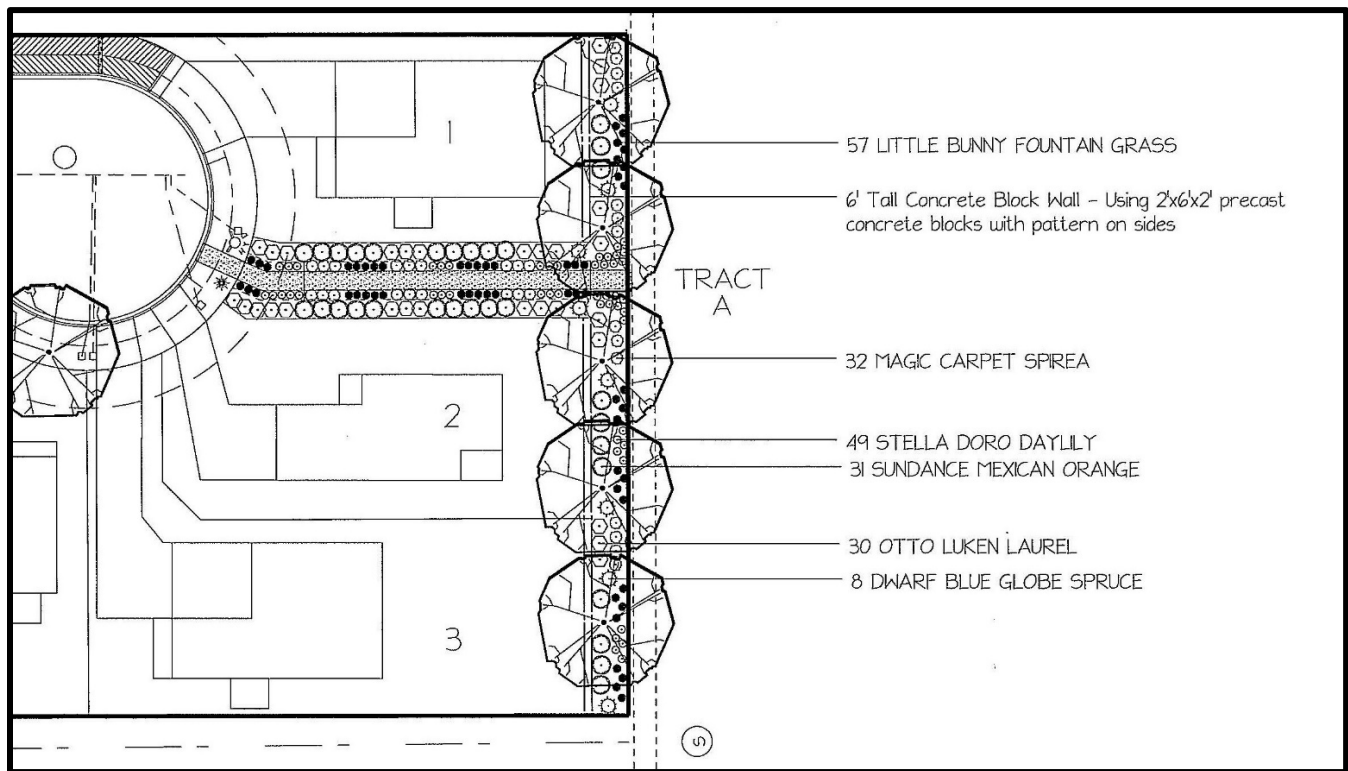 1
57 LITTLE BUNNY FOUNTAIN GRASS
6' Tall Concrete Block Wall - Using 2'x6'x2' precast
concrete blocks with pattern on sides
TRACT
A
32 MAGIC CARPET SPIREA
2
49 STELLA DORO DAYLILY
31 SUNDANCE MEXICAN ORANGE
30 OTTO LUKEN LAUREL
8 DWARF BLUE GLOBE SPRUCE
3
S